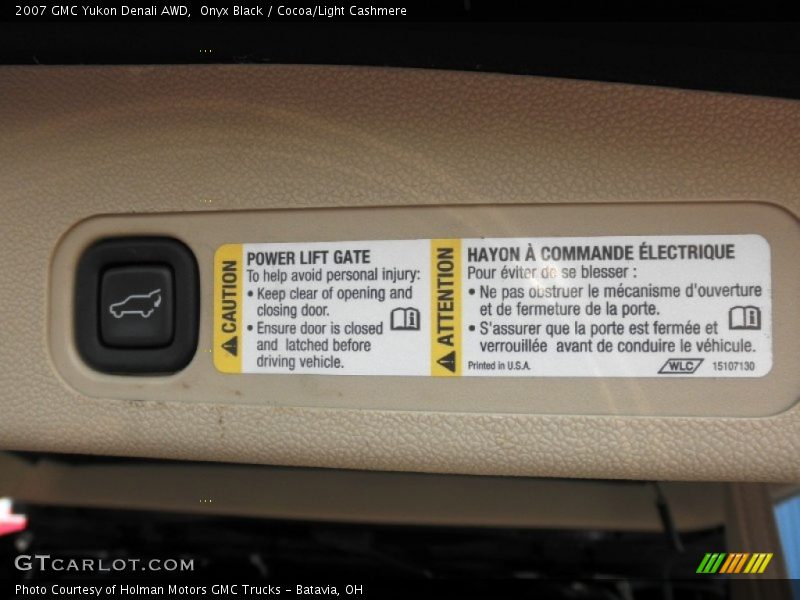 2007 GMC Yukon Denali AWD,  Onyx Black / Cocoa/Light Cashmere
CAUTION
POWER LIFT GATE
To help avoid personal injury:
• Keep clear of opening and
closing door.
• Ensure door is closed
and latched before
driving vehicle.
ATTENTION
HAYON À COMMANDE ÉLECTRIQUE
Pour éviter de se blesser :
• Ne pas obstruer le mécanisme d'ouverture
et de fermeture de la porte.
• S'assurer que la porte est fermée et
verrouillée avant de conduire le véhicule.
Printed in U.S.A.
WLC
15107130
GTCARLOT.COM
Photo Courtesy of Holman Motors GMC Trucks - Batavia, OH